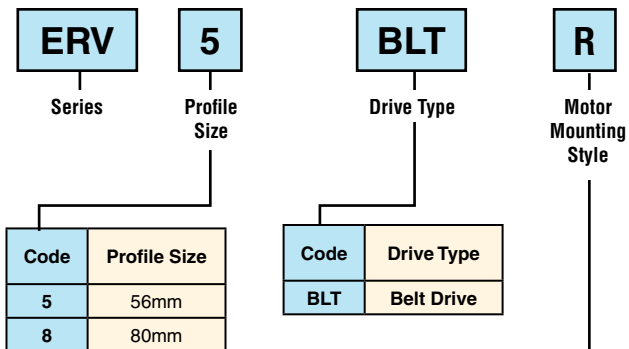 ERV 5 BLT R
Series Profile Drive Type Motor
Size Mounting
Style
Code Profile Size
5 56mm
8 80mm
Code Drive Type
BLT Belt Drive